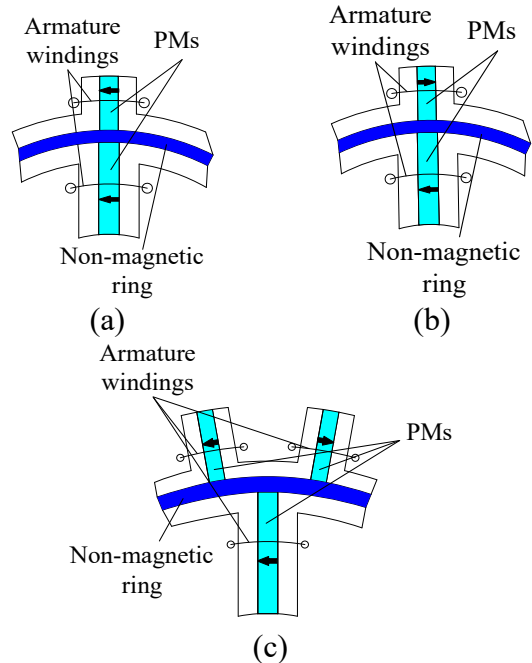 Armature
windings
PMs
Non-magnetic
ring
(a)
Armature
windings
PMs
Non-magnetic
ring
(b)
Armature
windings
PMs
Non-magnetic
ring
(c)